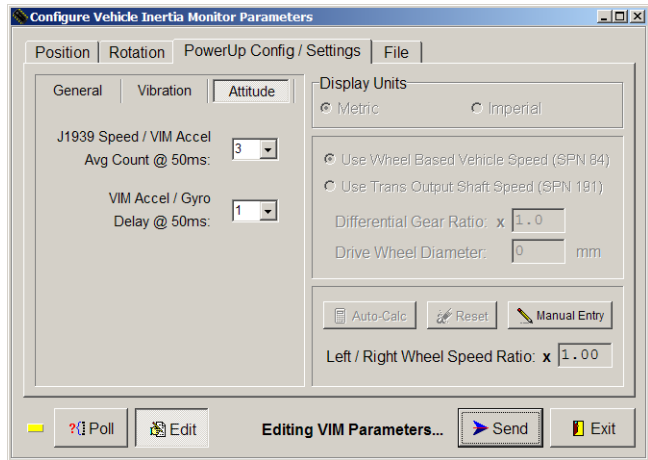 Configure Vehicle Inertia Monitor Parameters
Position Rotation PowerUp Config / Settings File
General Vibration Attitude
J1939 Speed / VIM Accel
Avg Count @ 50ms: 3
VIM Accel / Gyro
Delay @ 50ms: 1
Display Units
Metric Imperial
Use Wheel Based Vehicle Speed (SPN 84)
Use Trans Output Shaft Speed (SPN 191)
Differential Gear Ratio: x 1.0
Drive Wheel Diameter: 0 mm
Auto-Calc Reset Manual Entry
Left / Right Wheel Speed Ratio: x 1.00
?{} Poll Edit Editing VIM Parameters... Send Exit